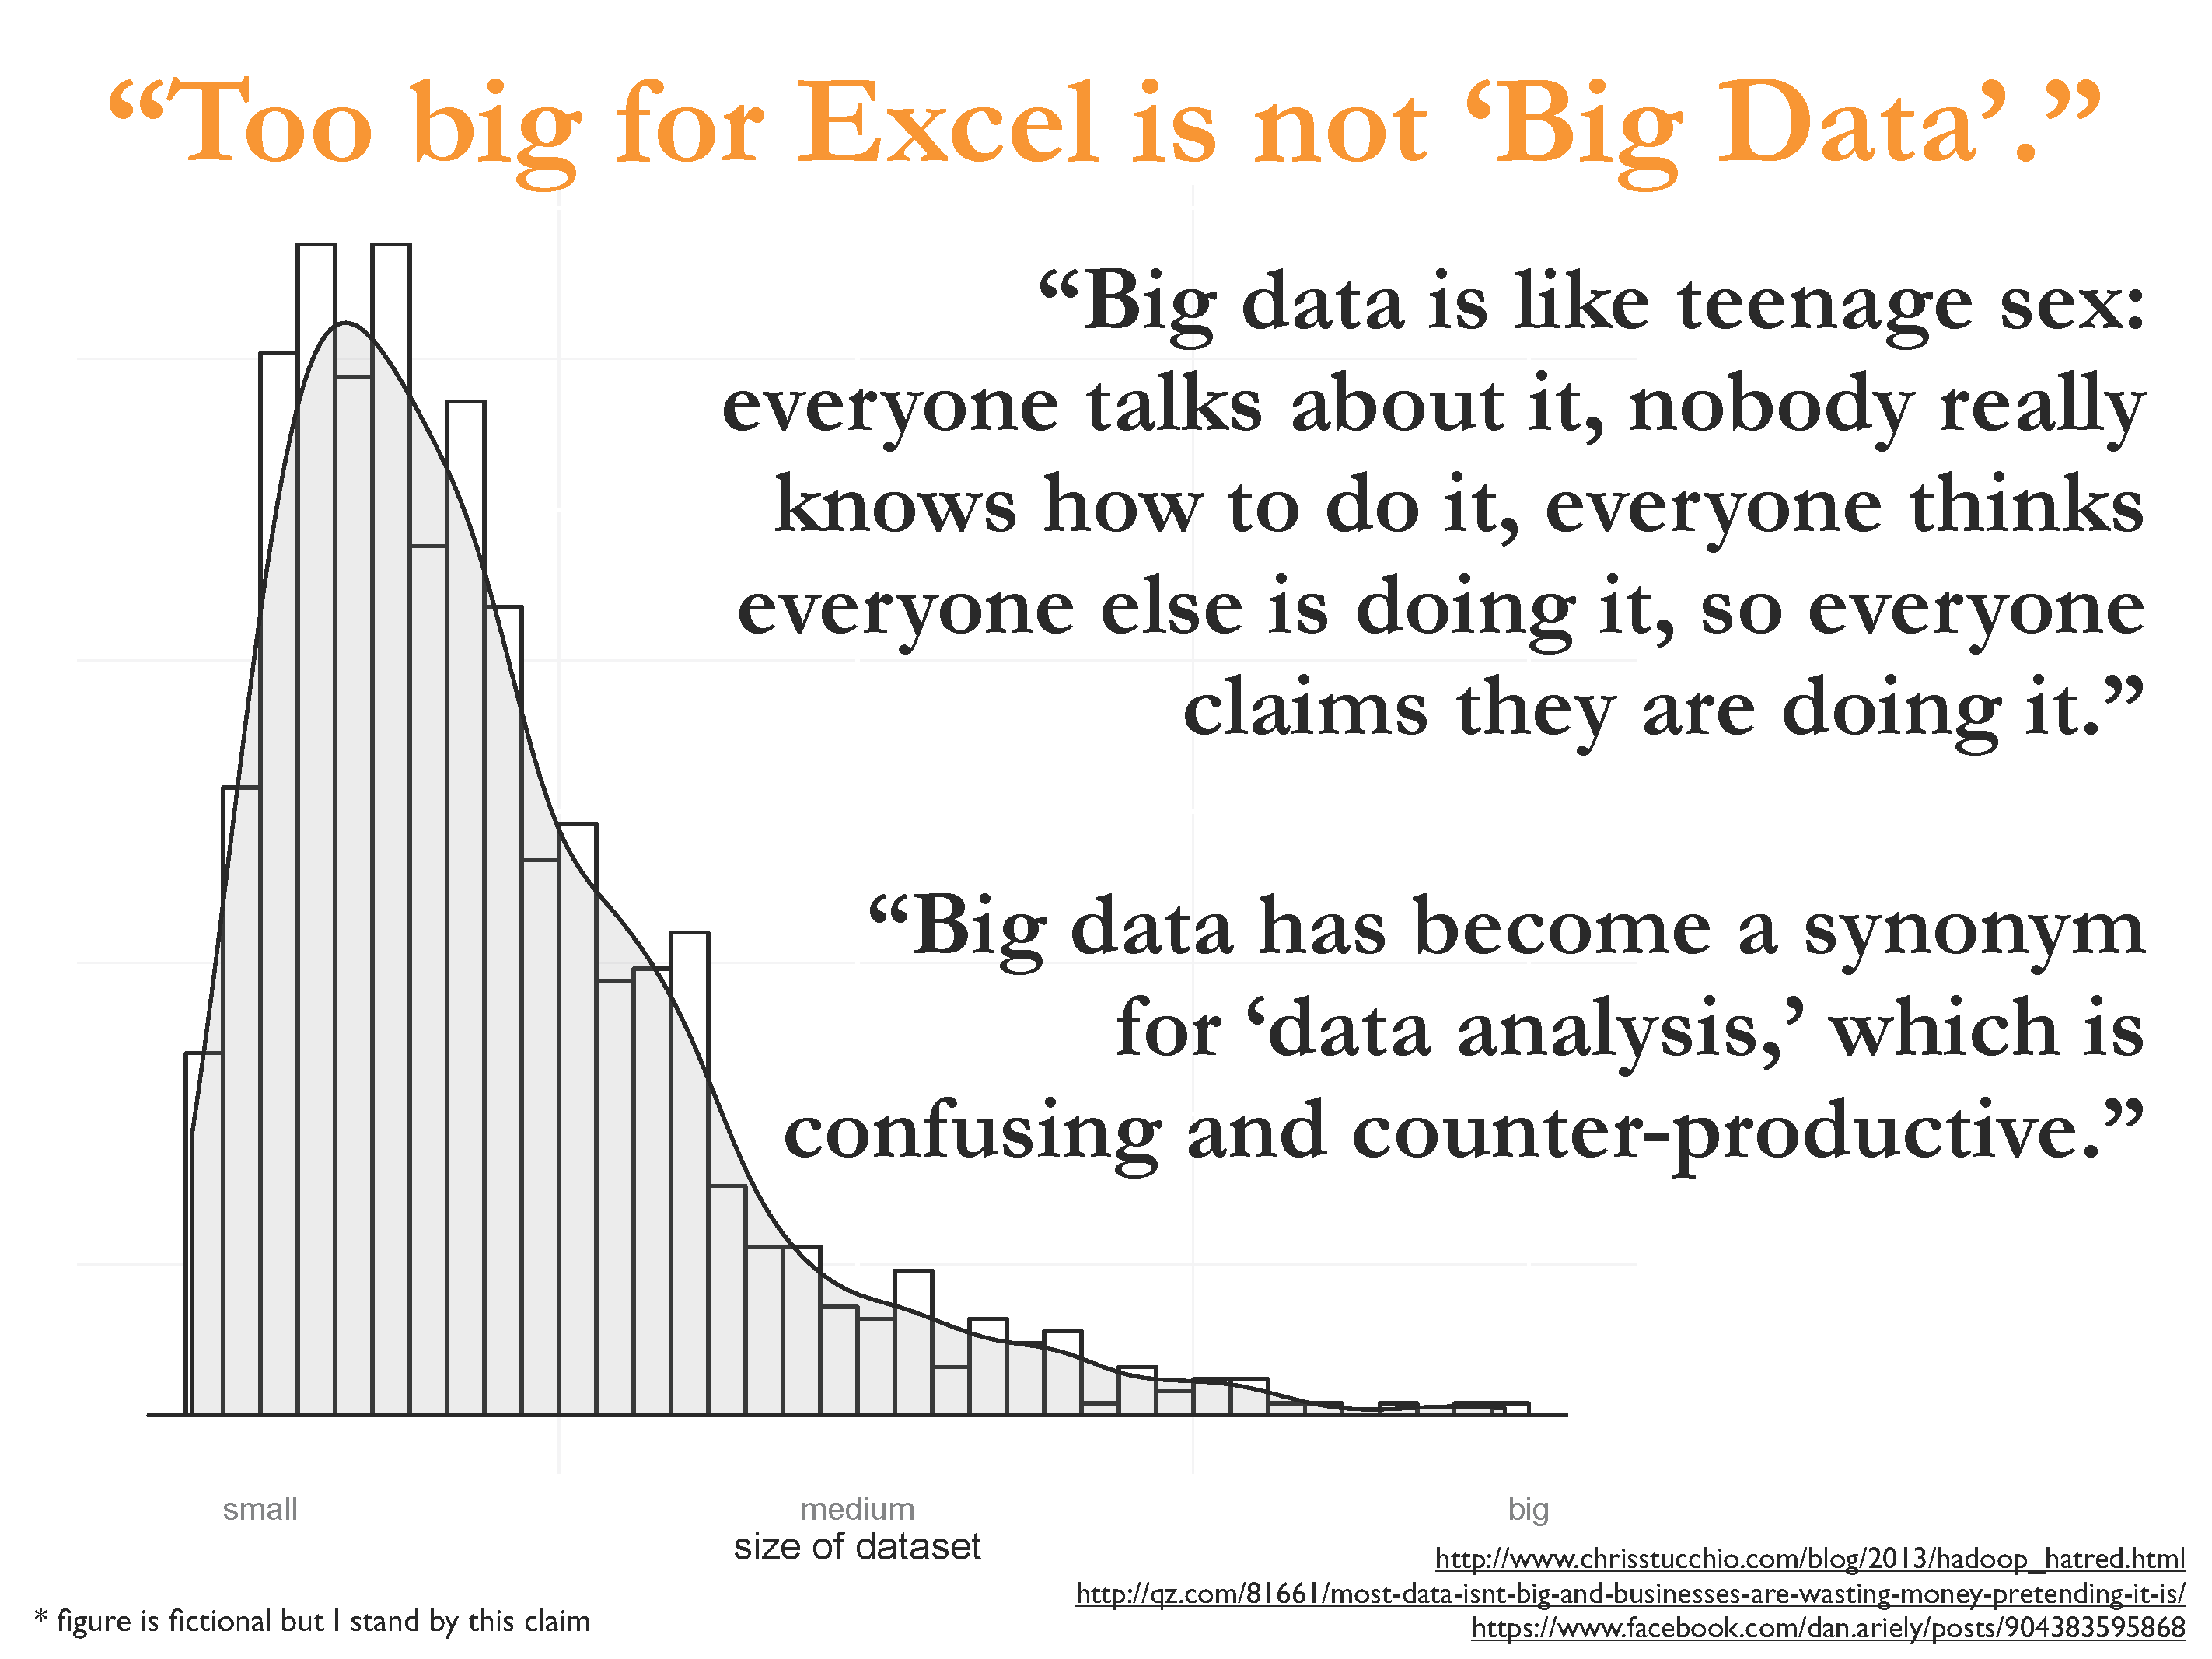 “Too big for Excel is not ‘Big Data’.”
“Big data is like teenage sex:
everyone talks about it, nobody really
knows how to do it, everyone thinks
everyone else is doing it, so everyone
claims they are doing it.”
“Big data has become a synonym
for ‘data analysis,’ which is
confusing and counter-productive.”
small medium big
size of dataset
http://www.chrisstucchio.com/blog/2013/hadoop_hatred.html
http://qz.com/81661/most-data-isnt-big-and-businesses-are-wasting-money-pretending-it-is/
https://www.facebook.com/dan.ariely/posts/904383595868
* figure is fictional but I stand by this claim